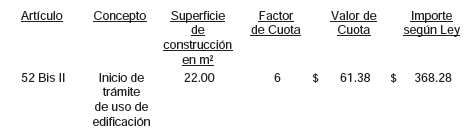 Artículo Concepto Superficie de construcción en m² Factor de Cuota Valor de Cuota Importe según Ley
52 Bis II Inicio de trámite de uso de edificación 22.00 6 $ 61.38 $ 368.28